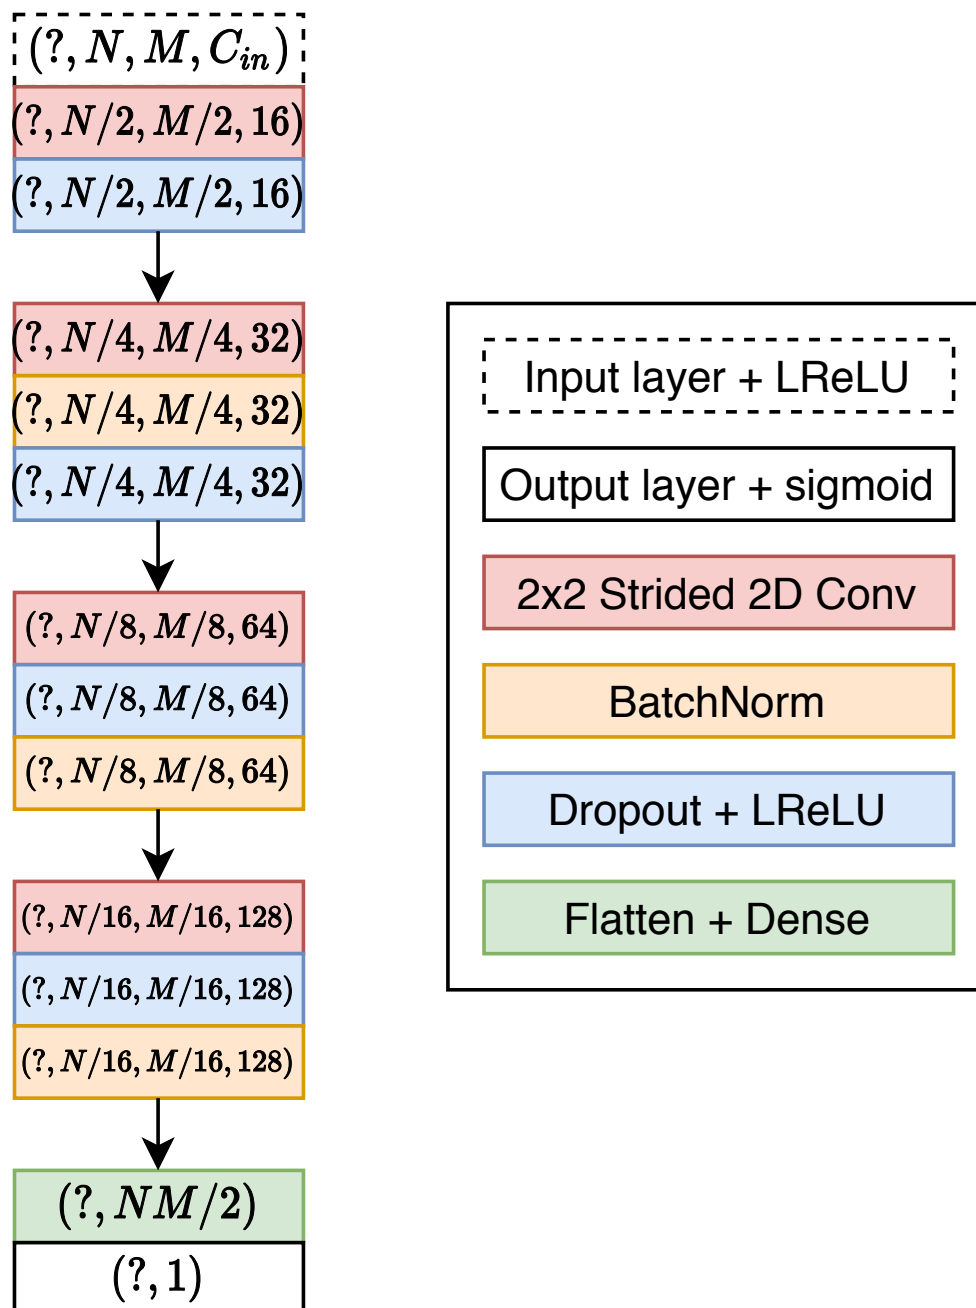 (?, N, M, C_{in})
(?, N/2, M/2, 16)
(?, N/2, M/2, 16)
(?, N/4, M/4, 32)
(?, N/4, M/4, 32)
(?, N/4, M/4, 32)
(?, N/8, M/8, 64)
(?, N/8, M/8, 64)
(?, N/8, M/8, 64)
(?, N/16, M/16, 128)
(?, N/16, M/16, 128)
(?, N/16, M/16, 128)
(?, NM/2)
(?, 1)
Input layer + LReLU
Output layer + sigmoid
2x2 Strided 2D Conv
BatchNorm
Dropout + LReLU
Flatten + Dense